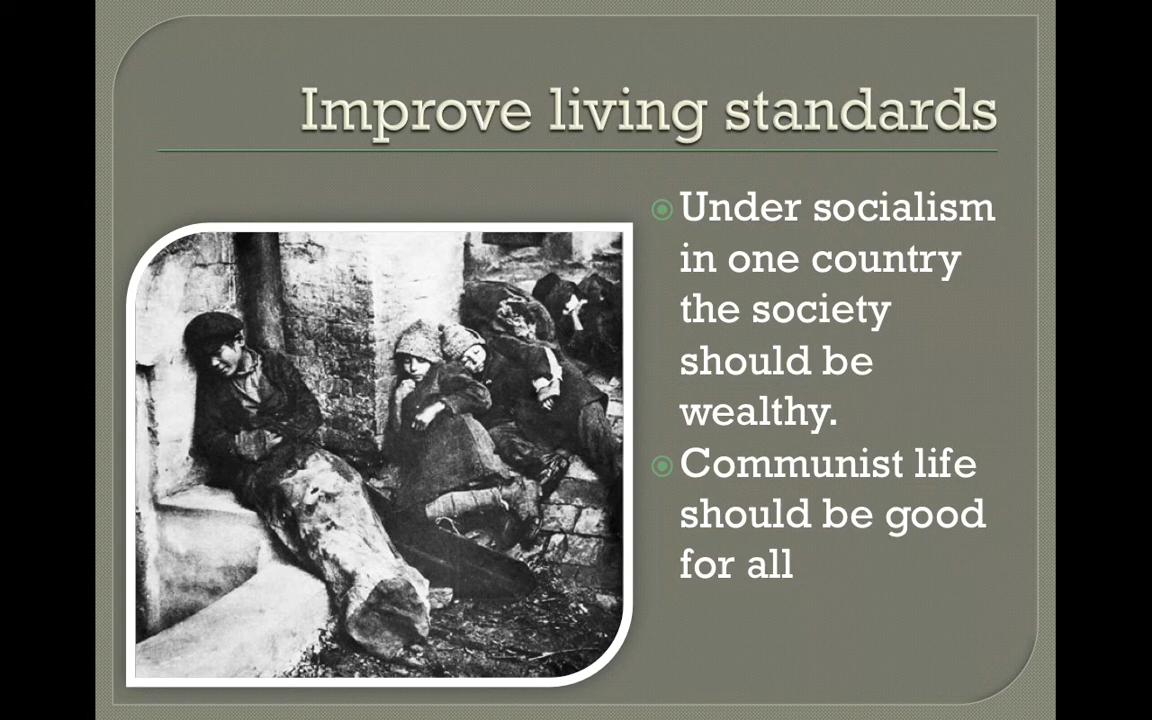 Improve living standards
Under socialism
in one country
the society
should be
wealthy.
Communist life
should be good
for all